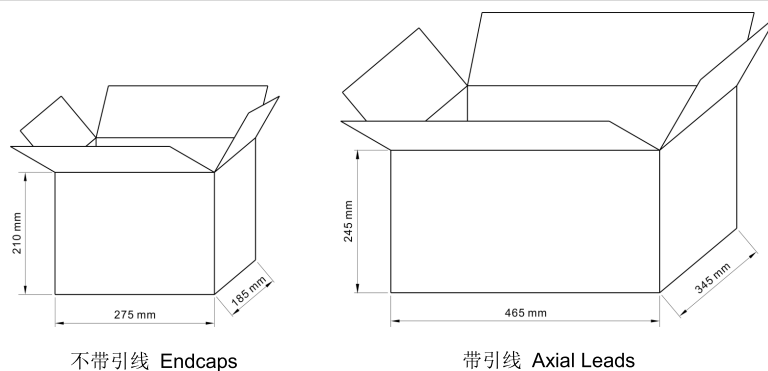 210 mm
185 mm
275 mm
不带引线 Endcaps
245 mm
345 mm
465 mm
带引线 Axial Leads